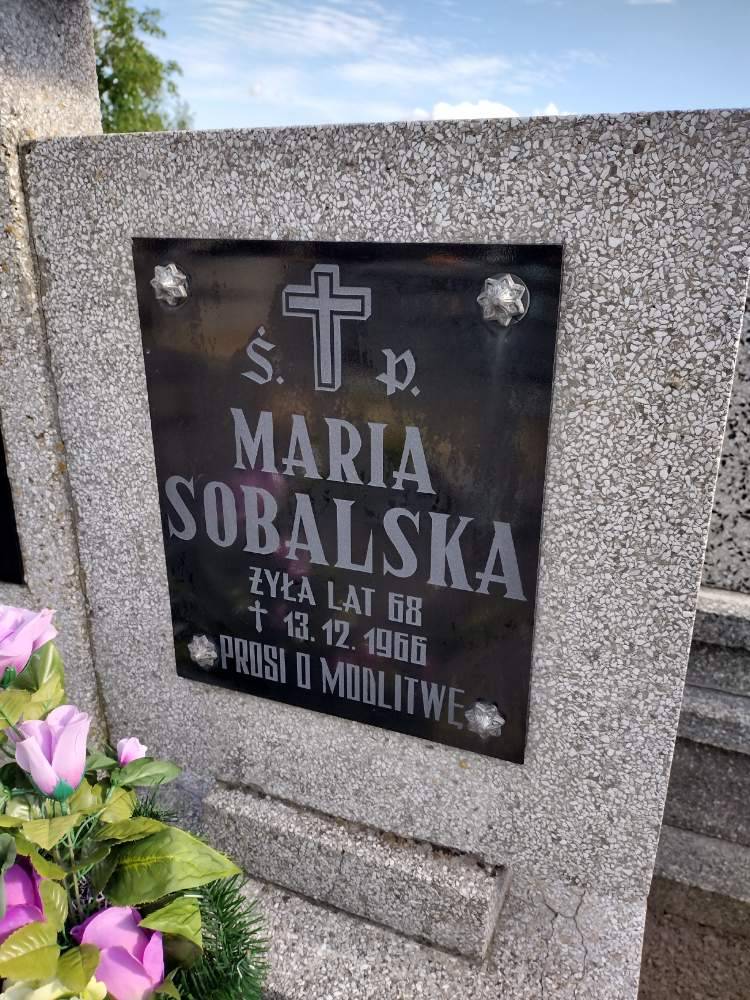 Ś. P.
MARIA
SOBALSKA
ŻYŁA LAT 68
✝ 13.12.1966
PROSI O MODLITWĘ